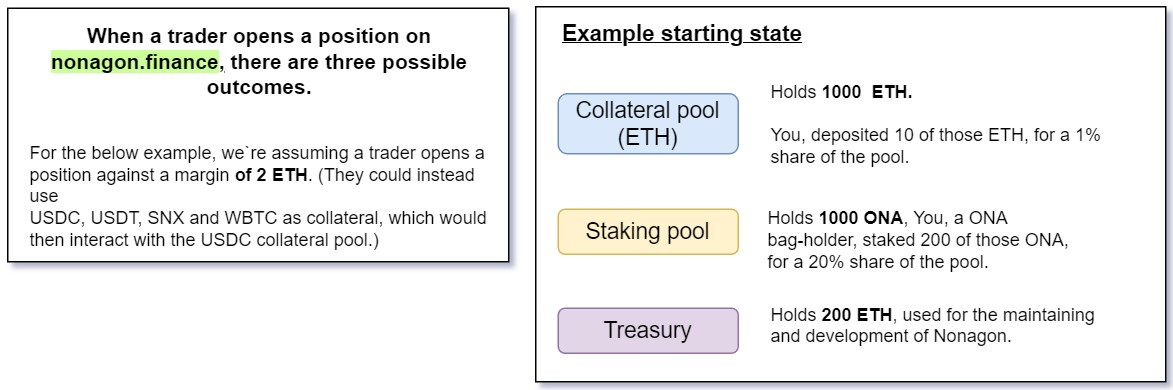 When a trader opens a position on
nonagon.finance, there are three possible
outcomes.
For the below example, we`re assuming a trader opens a
position against a margin of 2 ETH. (They could instead
use
USDC, USDT, SNX and WBTC as collateral, which would
then interact with the USDC collateral pool.)
Example starting state
Collateral pool
(ETH)
Holds 1000 ETH.
You, deposited 10 of those ETH, for a 1%
share of the pool.
Staking pool
Holds 1000 ONA, You, a ONA
bag-holder, staked 200 of those ONA,
for a 20% share of the pool.
Treasury
Holds 200 ETH, used for the maintaining
and development of Nonagon.